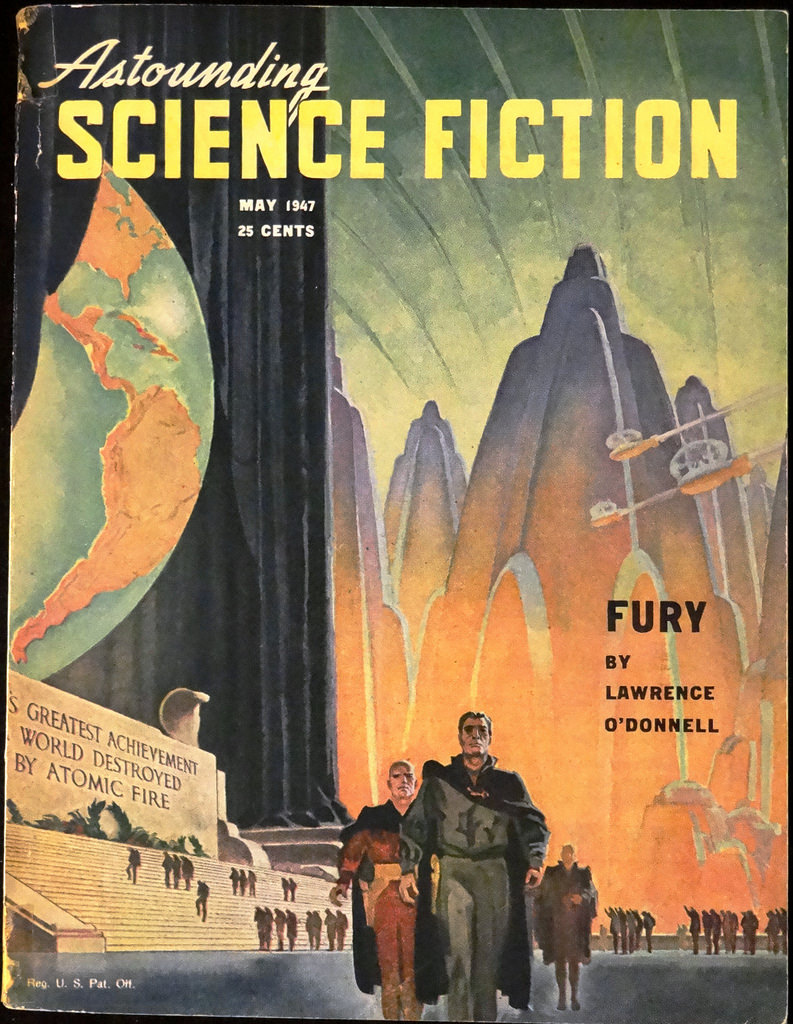 Astounding
SCIENCE FICTION
MAY 1947
25 CENTS
FURY
BY
LAWRENCE
O'DONNELL
S GREATEST ACHIEVEMENT
WORLD DESTROYED
BY ATOMIC FIRE
Reg. U. S. Pat. Off.